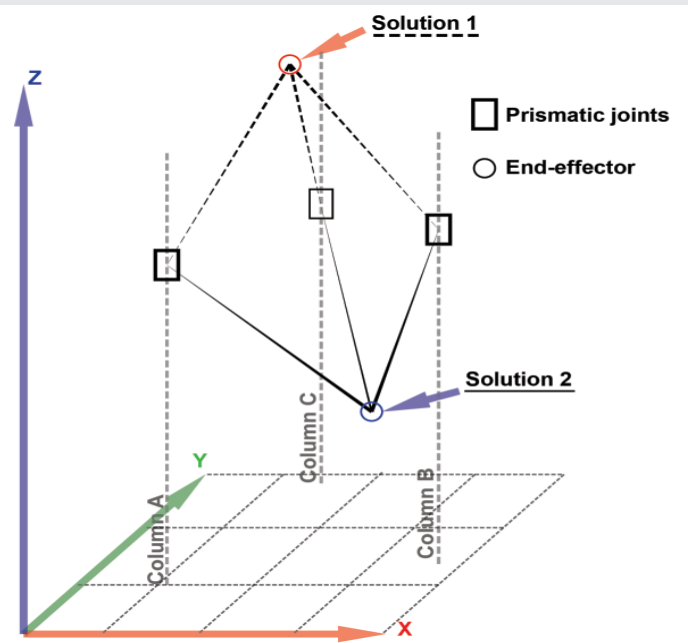 Solution 1
Z
Prismatic joints
End-effector
Solution 2
Column C
Y
Column B
Column A
X